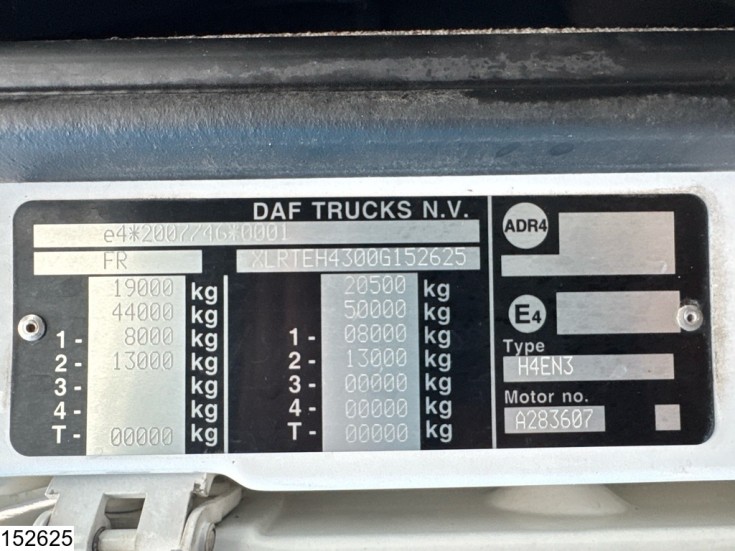 DAF TRUCKS N.V.
e4*2007/46*0001
FR XLRTEH4300G152625
19000 kg 20500 kg
44000 kg 50000 kg
1- 8000 kg 1- 08000 kg
2- 13000 kg 2- 13000 kg
3- kg 3- 00000 kg
4- kg 4- 00000 kg
T- 00000 kg T- 00000 kg
ADR4
E4
Type
H4EN3
Motor no.
A283607
152625